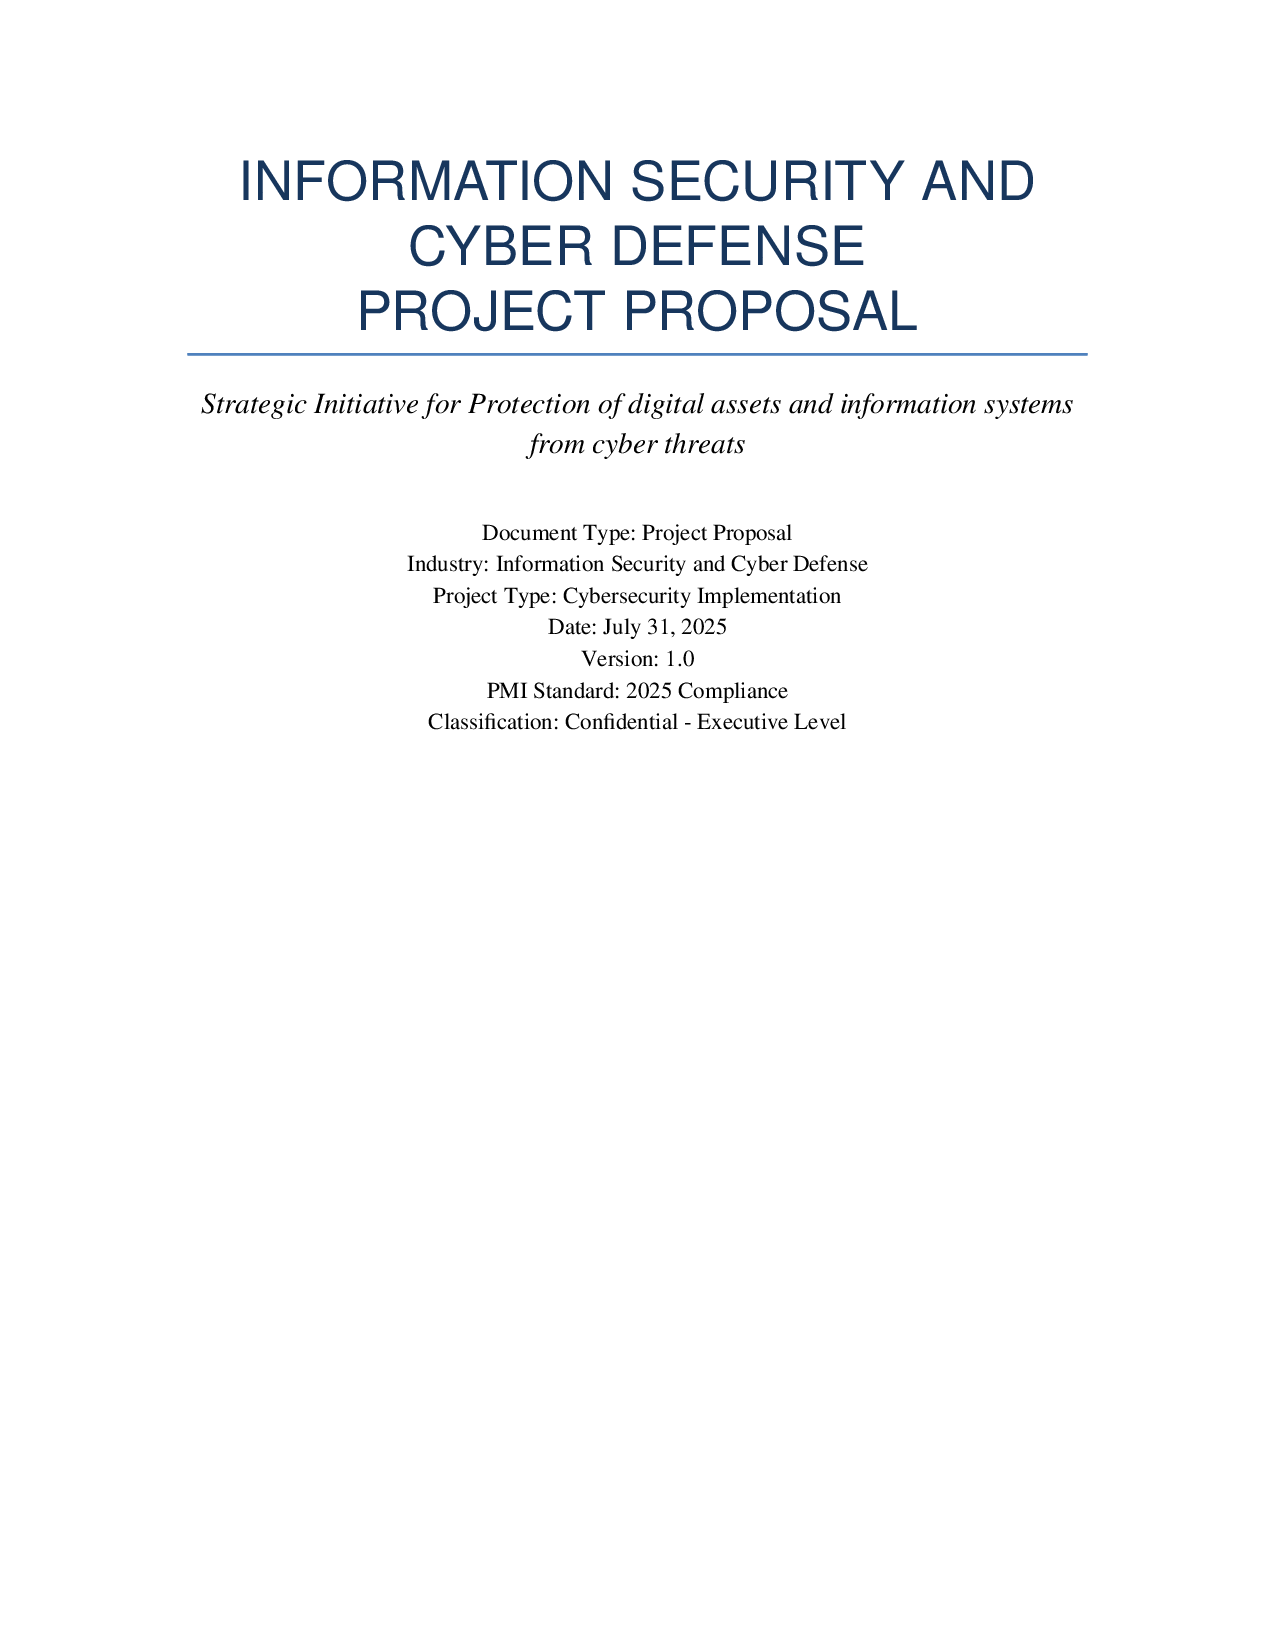 INFORMATION SECURITY AND
CYBER DEFENSE
PROJECT PROPOSAL
Strategic Initiative for Protection of digital assets and information systems
from cyber threats
Document Type: Project Proposal
Industry: Information Security and Cyber Defense
Project Type: Cybersecurity Implementation
Date: July 31, 2025
Version: 1.0
PMI Standard: 2025 Compliance
Classification: Confidential - Executive Level